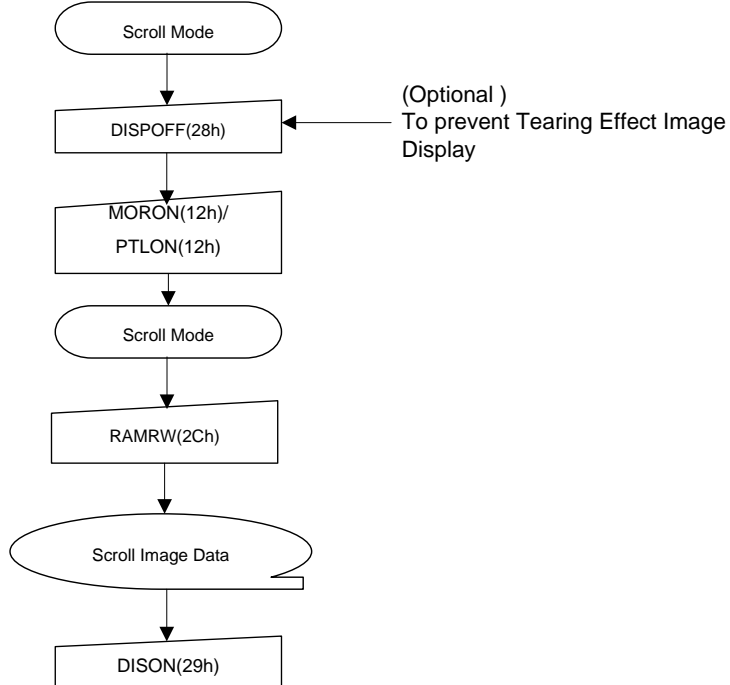 Scroll Mode
(Optional )
To prevent Tearing Effect Image
Display
DISPOFF(28h)
MORON(12h)/
PTLON(12h)
Scroll Mode
RAMRW(2Ch)
Scroll Image Data
DISON(29h)